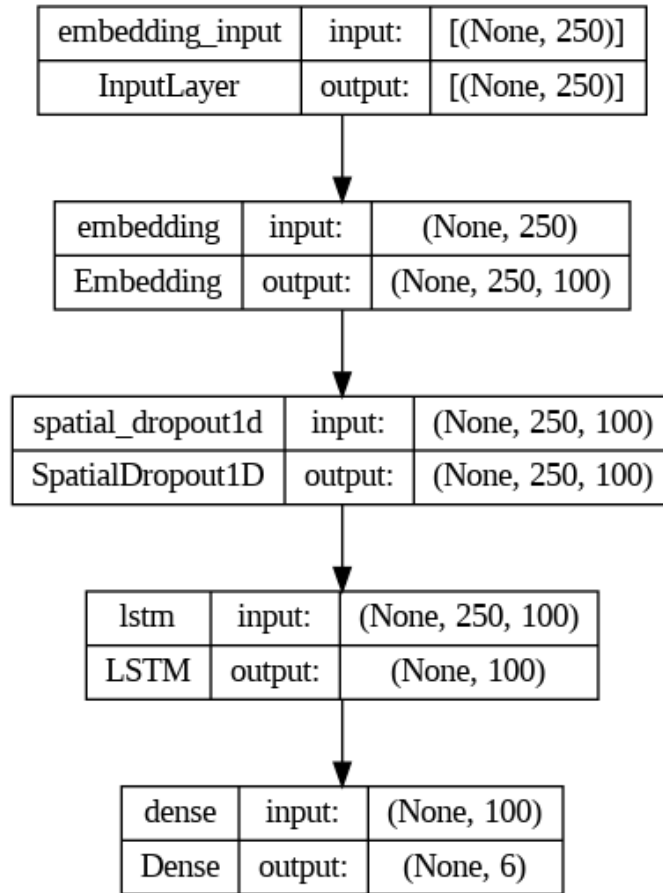 embedding_input input: [(None, 250)]
InputLayer output: [(None, 250)]
embedding input: (None, 250)
Embedding output: (None, 250, 100)
spatial_dropout1d input: (None, 250, 100)
SpatialDropout1D output: (None, 250, 100)
lstm input: (None, 250, 100)
LSTM output: (None, 100)
dense input: (None, 100)
Dense output: (None, 6)